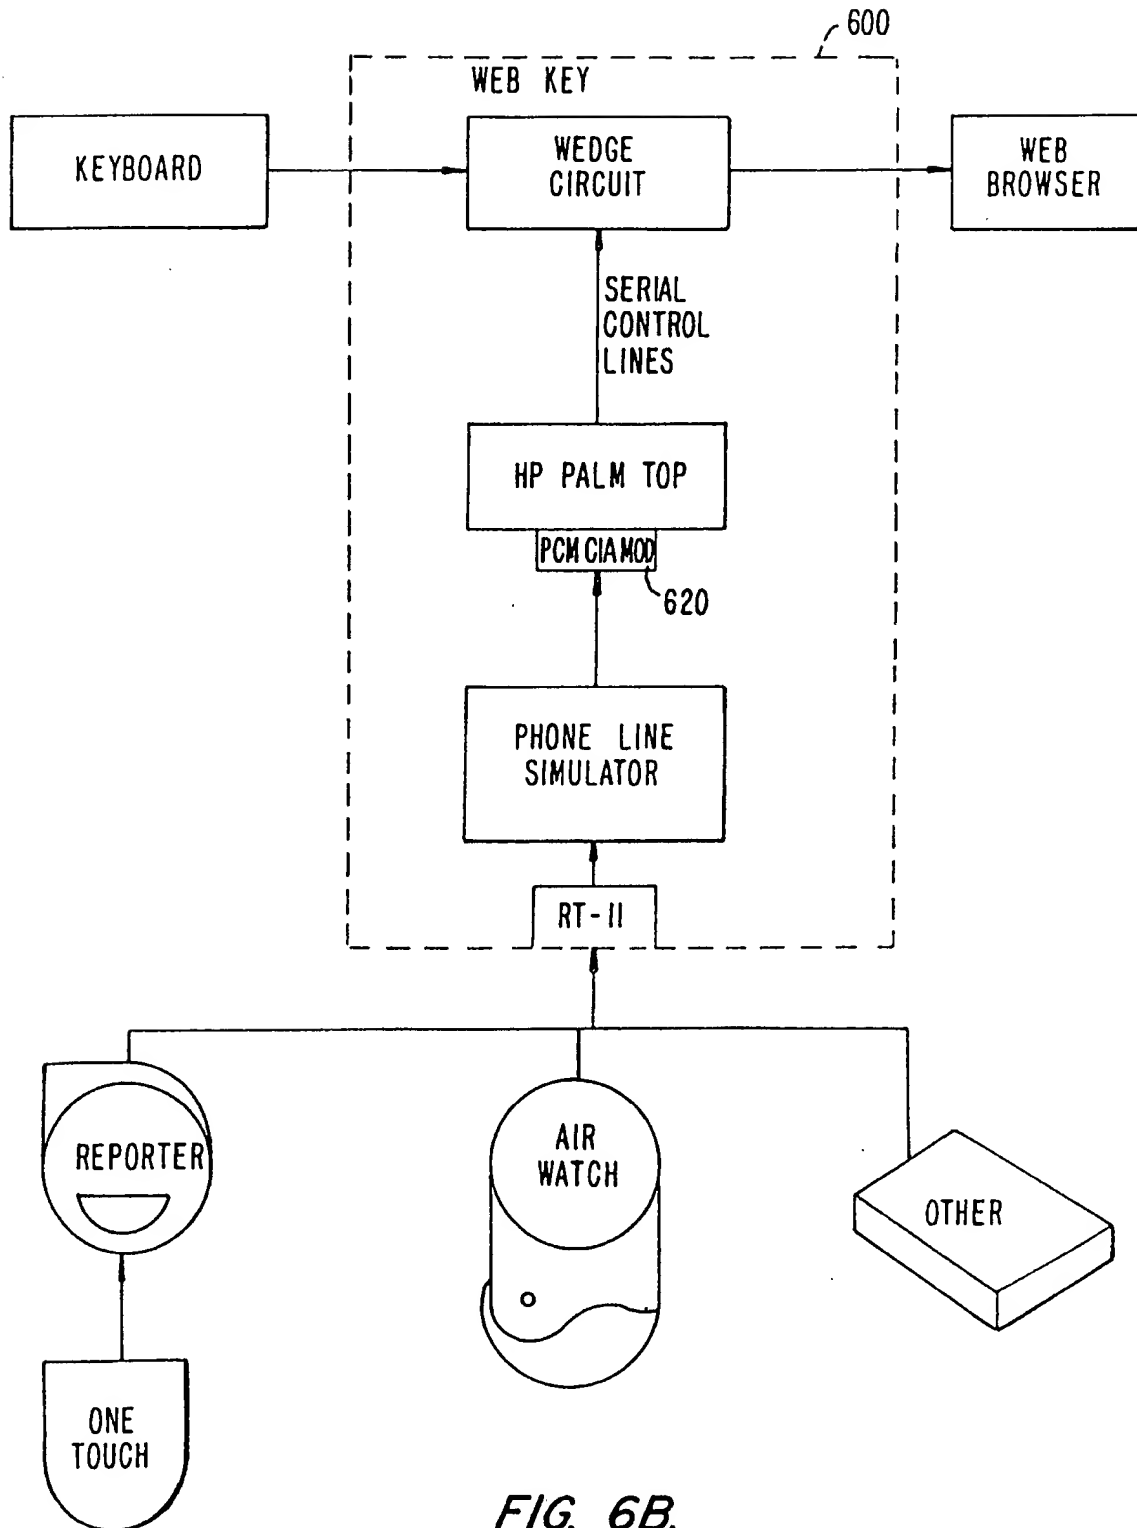 600
WEB KEY
KEYBOARD
WEDGE
CIRCUIT
WEB
BROWSER
SERIAL
CONTROL
LINES
HP PALM TOP
PCM CIA MOD
620
PHONE LINE
SIMULATOR
RT-11
REPORTER
AIR
WATCH
OTHER
ONE
TOUCH
FIG. 6B.